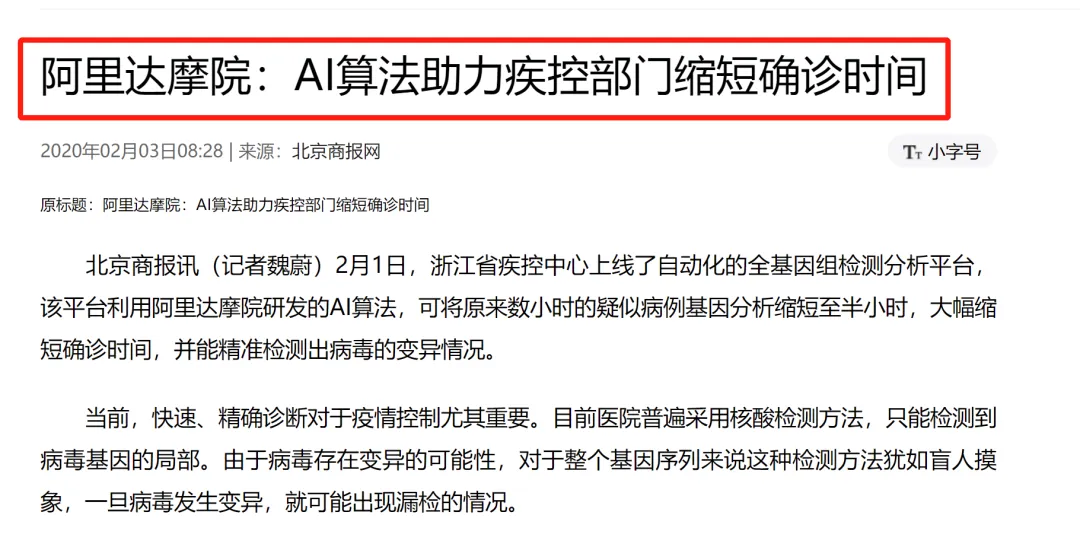 阿里达摩院：AI算法助力疾控部门缩短确诊时间
2020年02月03日08:28 | 来源：北京商报网
TT 小字号
原标题：阿里达摩院：AI算法助力疾控部门缩短确诊时间
北京商报讯（记者魏蔚）2月1日，浙江省疾控中心上线了自动化的全基因组检测分析平台，
该平台利用阿里达摩院研发的AI算法，可将原来数小时的疑似病例基因分析缩短至半小时，大幅缩
短确诊时间，并能精准检测出病毒的变异情况。
当前，快速、精确诊断对于疫情控制尤其重要。目前医院普遍采用核酸检测方法，只能检测到
病毒基因的局部。由于病毒存在变异的可能性，对于整个基因序列来说这种检测方法犹如盲人摸
象，一旦病毒发生变异，就可能出现漏检的情况。